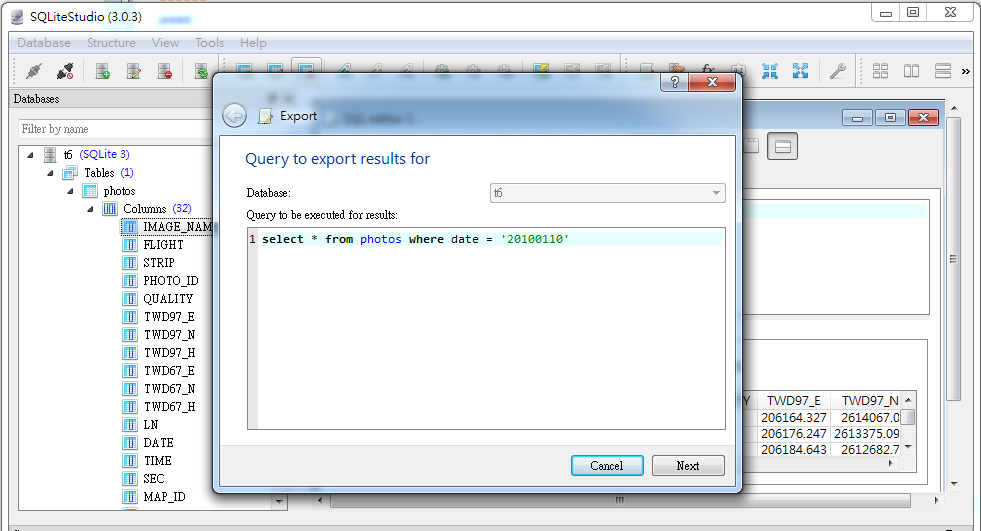 SQLiteStudio (3.0.3)
Database Structure View Tools Help
Databases
Filter by name
t6 (SQLite 3)
Tables (1)
photos
Columns (32)
IMAGE_NAM
FLIGHT
STRIP
PHOTO_ID
QUALITY
TWD97_E
TWD97_N
TWD97_H
TWD67_E
TWD67_N
TWD67_H
LN
DATE
TIME
SEC
MAP_ID
Export
Query to export results for
Database:
t6
Query to be executed for results:
1 select * from photos where date = '20100110'
Cancel
Next
Y TWD97_E TWD97_N
206164.327 2614067.0
206176.247 2613375.09
206184.643 2612682.7